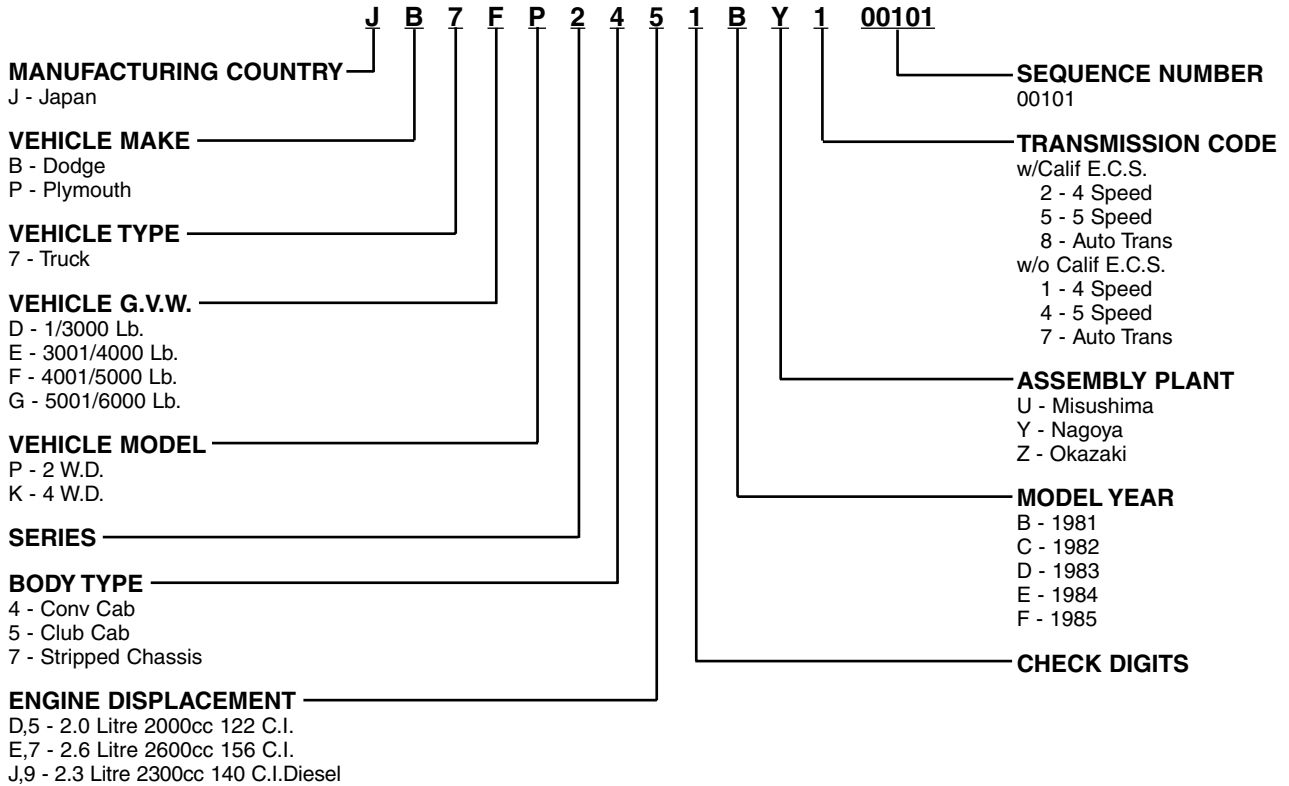 J B 7 F P 2 4 5 1 B Y 1 00101
MANUFACTURING COUNTRY
J - Japan
VEHICLE MAKE
B - Dodge
P - Plymouth
VEHICLE TYPE
7 - Truck
VEHICLE G.V.W.
D - 1/3000 Lb.
E - 3001/4000 Lb.
F - 4001/5000 Lb.
G - 5001/6000 Lb.
VEHICLE MODEL
P - 2 W.D.
K - 4 W.D.
SERIES
BODY TYPE
4 - Conv Cab
5 - Club Cab
7 - Stripped Chassis
ENGINE DISPLACEMENT
D,5 - 2.0 Litre 2000cc 122 C.I.
E,7 - 2.6 Litre 2600cc 156 C.I.
J,9 - 2.3 Litre 2300cc 140 C.I.Diesel
SEQUENCE NUMBER
00101
TRANSMISSION CODE
w/Calif E.C.S.
2 - 4 Speed
5 - 5 Speed
8 - Auto Trans
w/o Calif E.C.S.
1 - 4 Speed
4 - 5 Speed
7 - Auto Trans
ASSEMBLY PLANT
U - Misushima
Y - Nagoya
Z - Okazaki
MODEL YEAR
B - 1981
C - 1982
D - 1983
E - 1984
F - 1985
CHECK DIGITS